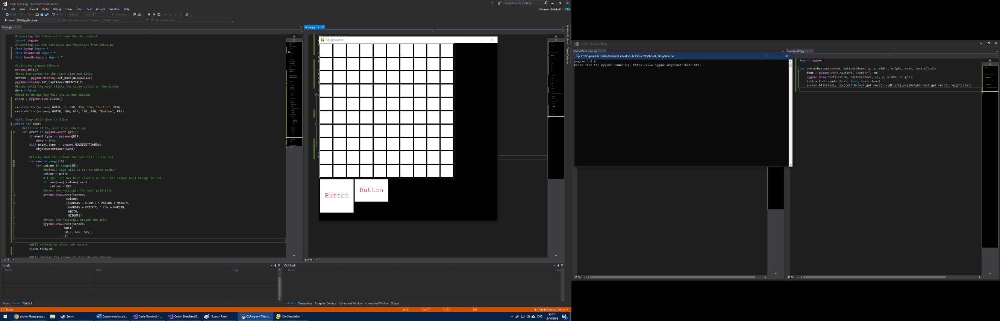 Code (Running) - Microsoft Visual Studio
Quick Launch (Ctrl+Q)
File Edit View Project Build Debug Team Tools Test Analyze Window Help
Cameron Mitchell CM
Debug Any CPU Continue
Process: [N/A] python.exe Lifecycle Events Thread: [1] MainThread Stack Frame:
Code.py
#Importing the libraries I need for the project
import pygame
#Importing all the variables and functions from Setup.py
from Setup import *
from DrawBandO import *
from GameMechanics import *
#Initiates pygame library
pygame.init()
#Sets the screen to the right size and title
screen = pygame.display.set_mode(WINDOWSIZE)
pygame.display.set_caption(WINDOWTITLE)
#Loops until the user clicks the close button on the window
done = False
#Used to manage how fast the screen updates
clock = pygame.time.Clock()
createButton(screen, WHITE, 5, 610, 150, 150, "Button", RED)
createButton(screen, WHITE, 160, 610, 150, 100, "Button", RED)
#Will loop while done is false
while not done:
#Will run if the user does something
for event in pygame.event.get():
if event.type == pygame.QUIT:
done = True
elif event.type == pygame.MOUSEBUTTONDOWN:
objectDeterminer(Land)
#Checks that the colour for each tile is correct
for row in range(10):
for column in range(10):
#Default tile will be set to white colour
colour = WHITE
#If the tile has been clicked on then the colour will change to red
if Land[row][column] == 1:
colour = RED
#Draws the rectangle for each grid tile
pygame.draw.rect(screen,
colour,
[(MARGIN + WIDTH) * column + MARGIN,
(MARGIN + HEIGHT) * row + MARGIN,
WIDTH,
HEIGHT])
#Draws the rectangle around the grid
pygame.draw.rect(screen,
WHITE,
[0,0, 605, 605],
2)
#Will refresh 60 times per second
clock.tick(60)
#Will refresh the screen to display any changes
110 %
Setup.py
#Defining Colours
City Simulation
Button
Button
110 %
Solution Explorer
Team Explorer
Locals
Name Value Type
Autos Locals Watch 1
Call Stack
Name Lang
Call Stack Breakpoints Exception Settings Command Window Immediate Window Output
Ready
Ln 30 Col 17 Ch 17 INS
Add to Source Control
python library pyga...
Steam
Documentation.do...
Code (Running) - ...
Code - DrawBandO...
18.png - Paint
C:\Program Files (x...
City Simulation
ENG
19:07
13/10/2019
2
Code - DrawBandO.py
GameMechanics.py
C:\Program Files (x86)\Microsoft Visual Studio\Shared\Python36_64\python.exe
pygame 1.9.6
Hello from the pygame community. https://www.pygame.org/contribute.html
110 %
DrawBandO.py
import pygame
def createButton(screen, buttoncolour, x, y, width, height, text, textcolour):
font = pygame.font.SysFont("Courier", 30)
pygame.draw.rect(screen, buttoncolour, [x, y, width, height])
text = font.render(text, True, textcolour)
screen.blit(text, (x+((width-text.get_rect().width)/2),y+((height-text.get_rect().height)/2)))
110 %